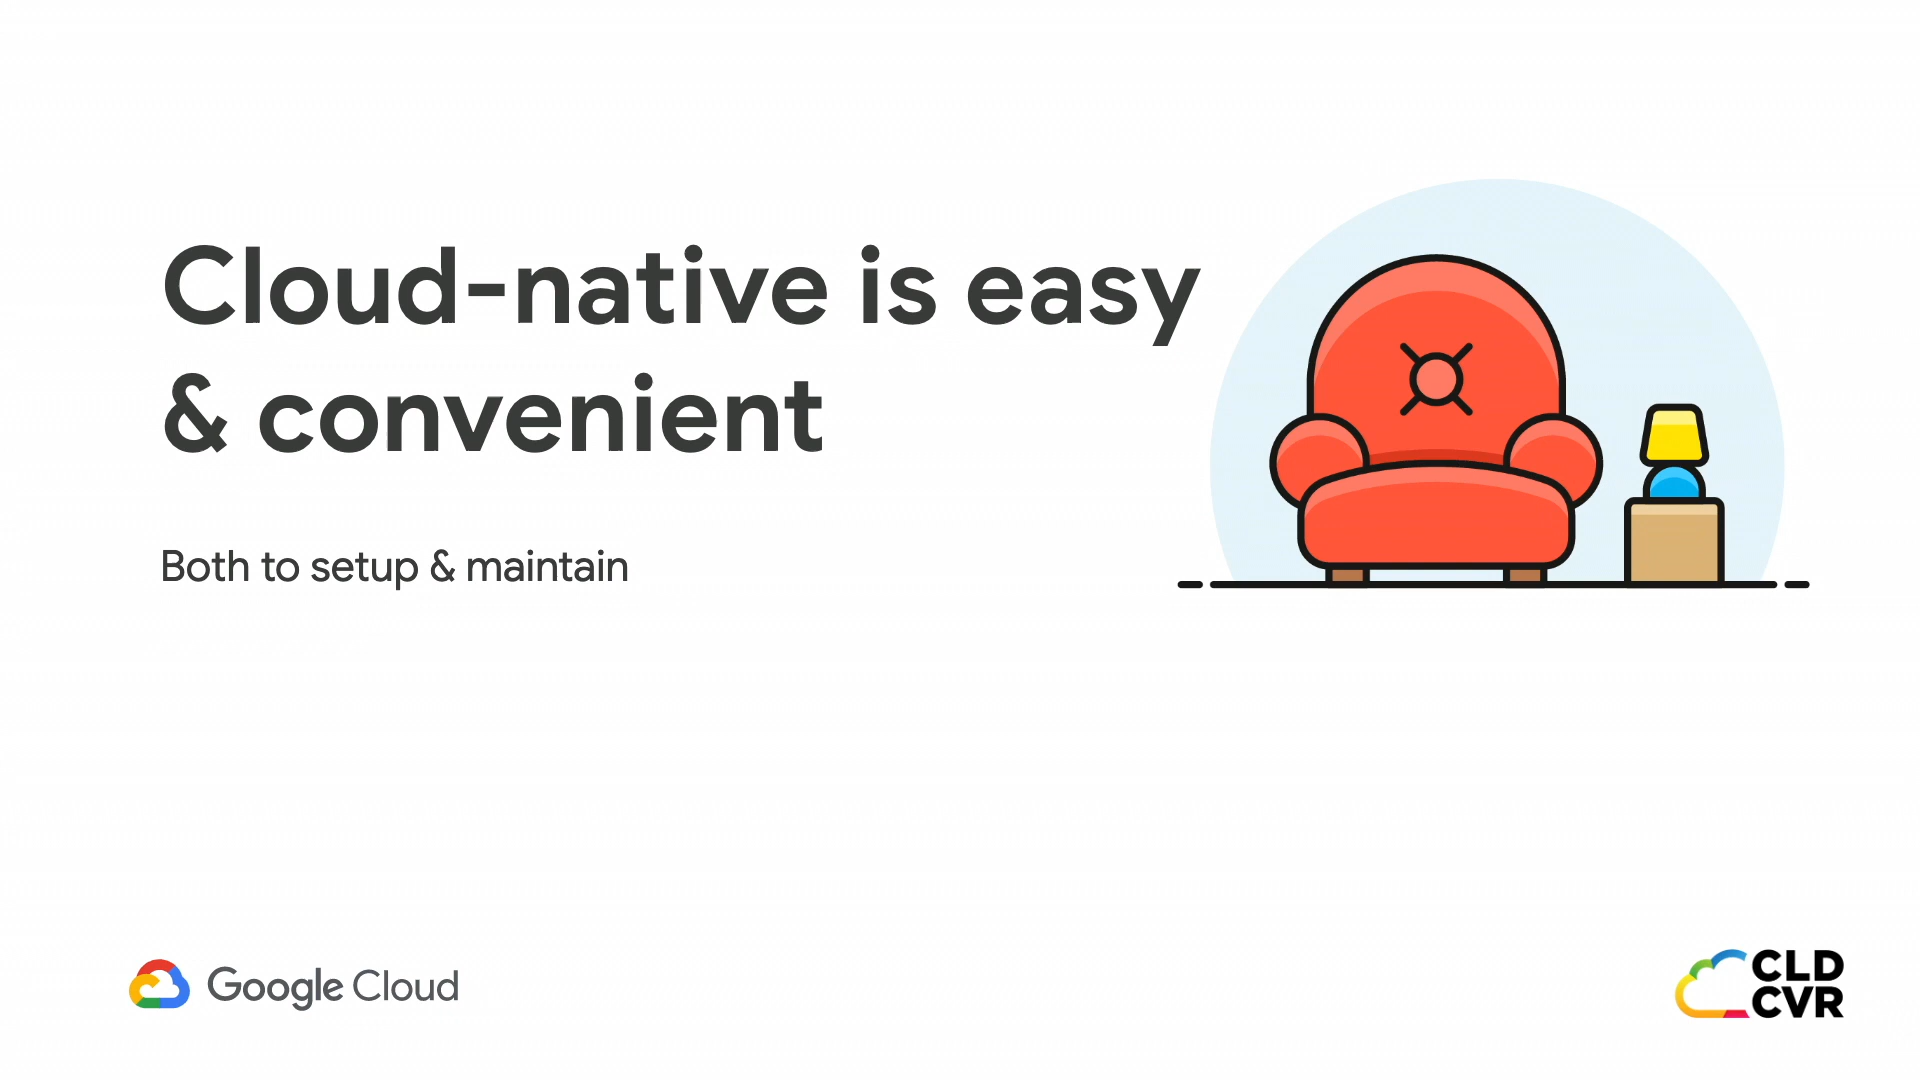 Cloud-native is easy
& convenient
Both to setup & maintain
Google Cloud
CLD
CVR